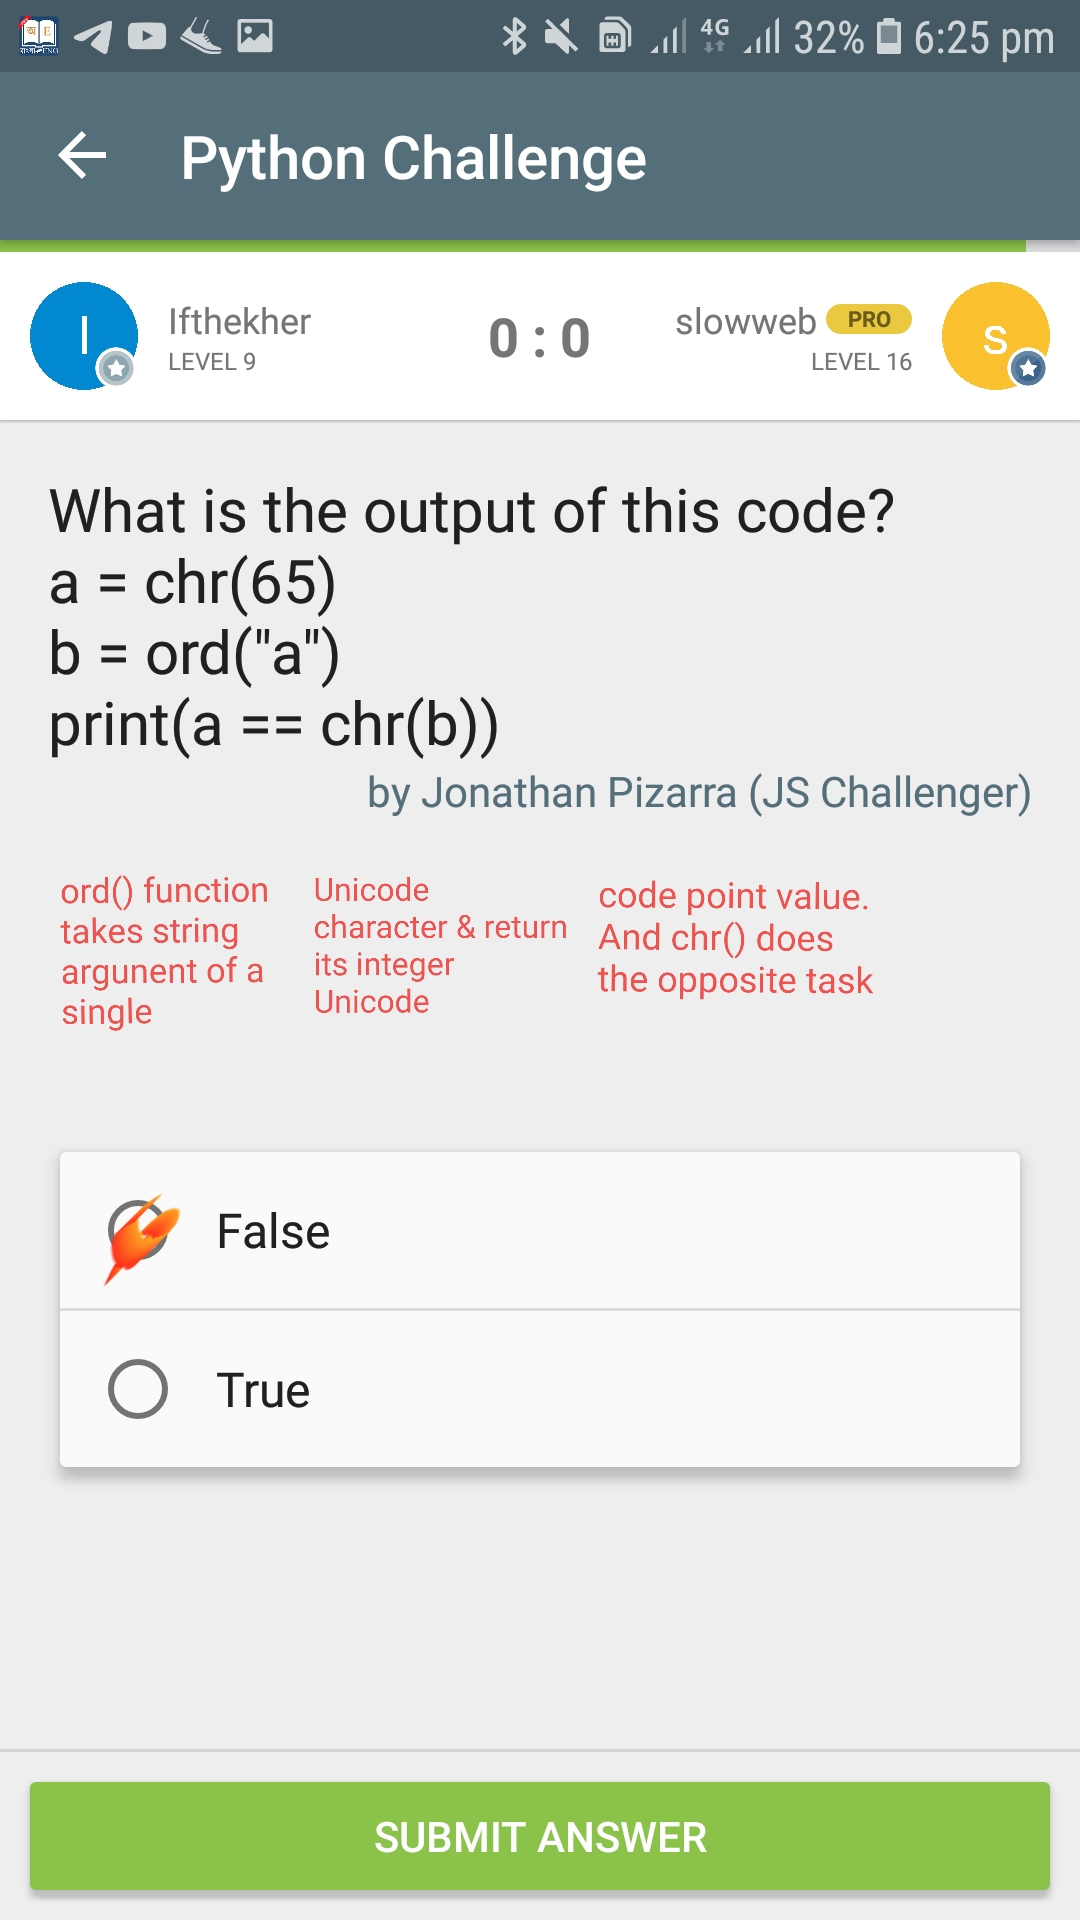 4G 32% 6:25 pm
Python Challenge
I
Ifthekher
LEVEL 9
0 : 0
slowweb PRO
LEVEL 16
s
What is the output of this code?
a = chr(65)
b = ord("a")
print(a == chr(b))
by Jonathan Pizarra (JS Challenger)
ord() function
takes string
argunent of a
single
Unicode
character & return
its integer
Unicode
code point value.
And chr() does
the opposite task
False
True
SUBMIT ANSWER